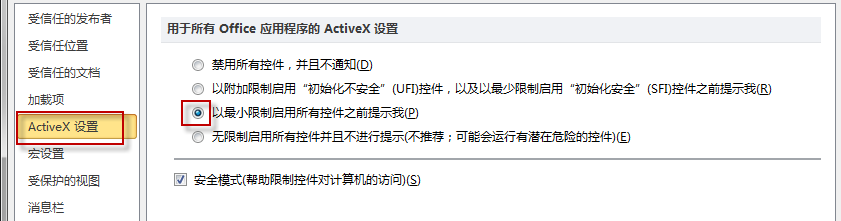 受信任的发布者
受信任位置
受信任的文档
加载项
ActiveX 设置
宏设置
受保护的视图
消息栏
用于所有 Office 应用程序的 ActiveX 设置
禁用所有控件，并且不通知(D)
以附加限制启用“初始化不安全”(UFI)控件，以及以最少限制启用“初始化安全”(SFI)控件之前提示我(R)
以最小限制启用所有控件之前提示我(P)
无限制启用所有控件并且不进行提示(不推荐；可能会运行有潜在危险的控件)(E)
安全模式(帮助限制控件对计算机的访问)(S)